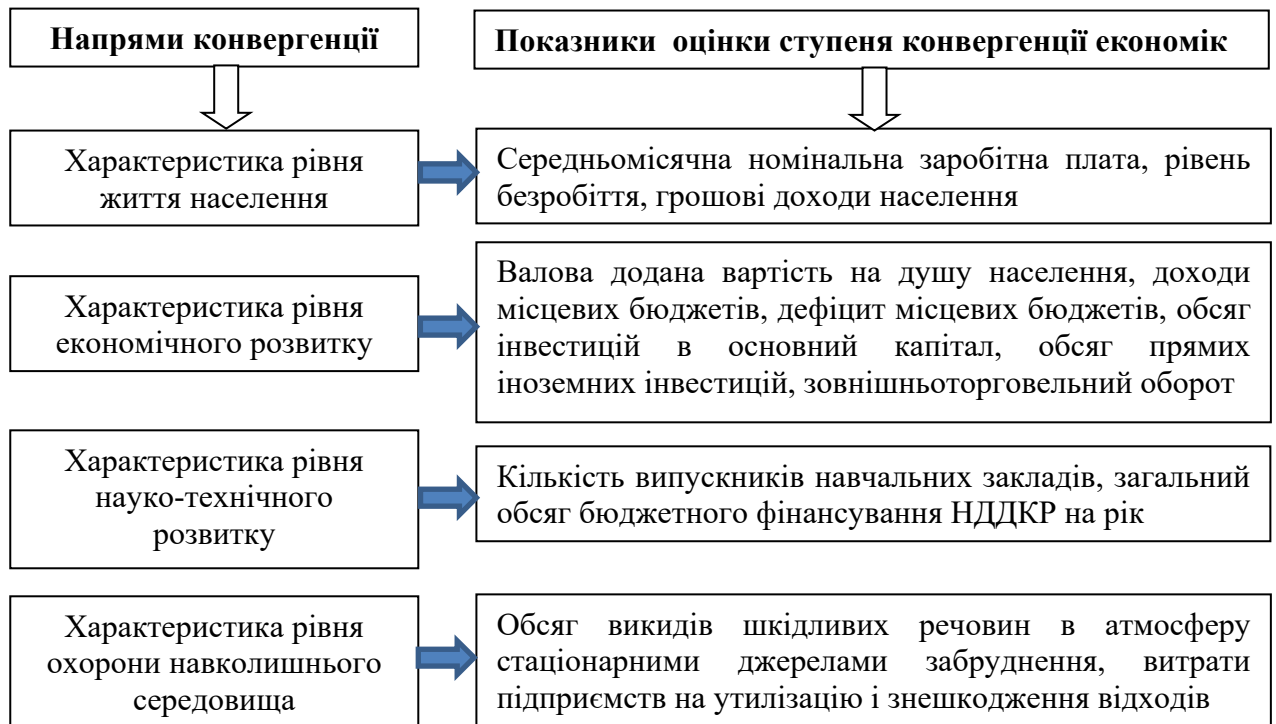 Напрями конвергенції
Показники оцінки ступеня конвергенції економік
Характеристика рівня
життя населення
Середньомісячна номінальна заробітна плата, рівень
безробіття, грошові доходи населення
Характеристика рівня
економічного розвитку
Валова додана вартість на душу населення, доходи
місцевих бюджетів, дефіцит місцевих бюджетів, обсяг
інвестицій в основний капітал, обсяг прямих
іноземних інвестицій, зовнішньоторговельний оборот
Характеристика рівня
науко-технічного
розвитку
Кількість випускників навчальних закладів, загальний
обсяг бюджетного фінансування НДДКР на рік
Характеристика рівня
охорони навколишнього
середовища
Обсяг викидів шкідливих речовин в атмосферу
стаціонарними джерелами забруднення, витрати
підприємств на утилізацію і знешкодження відходів